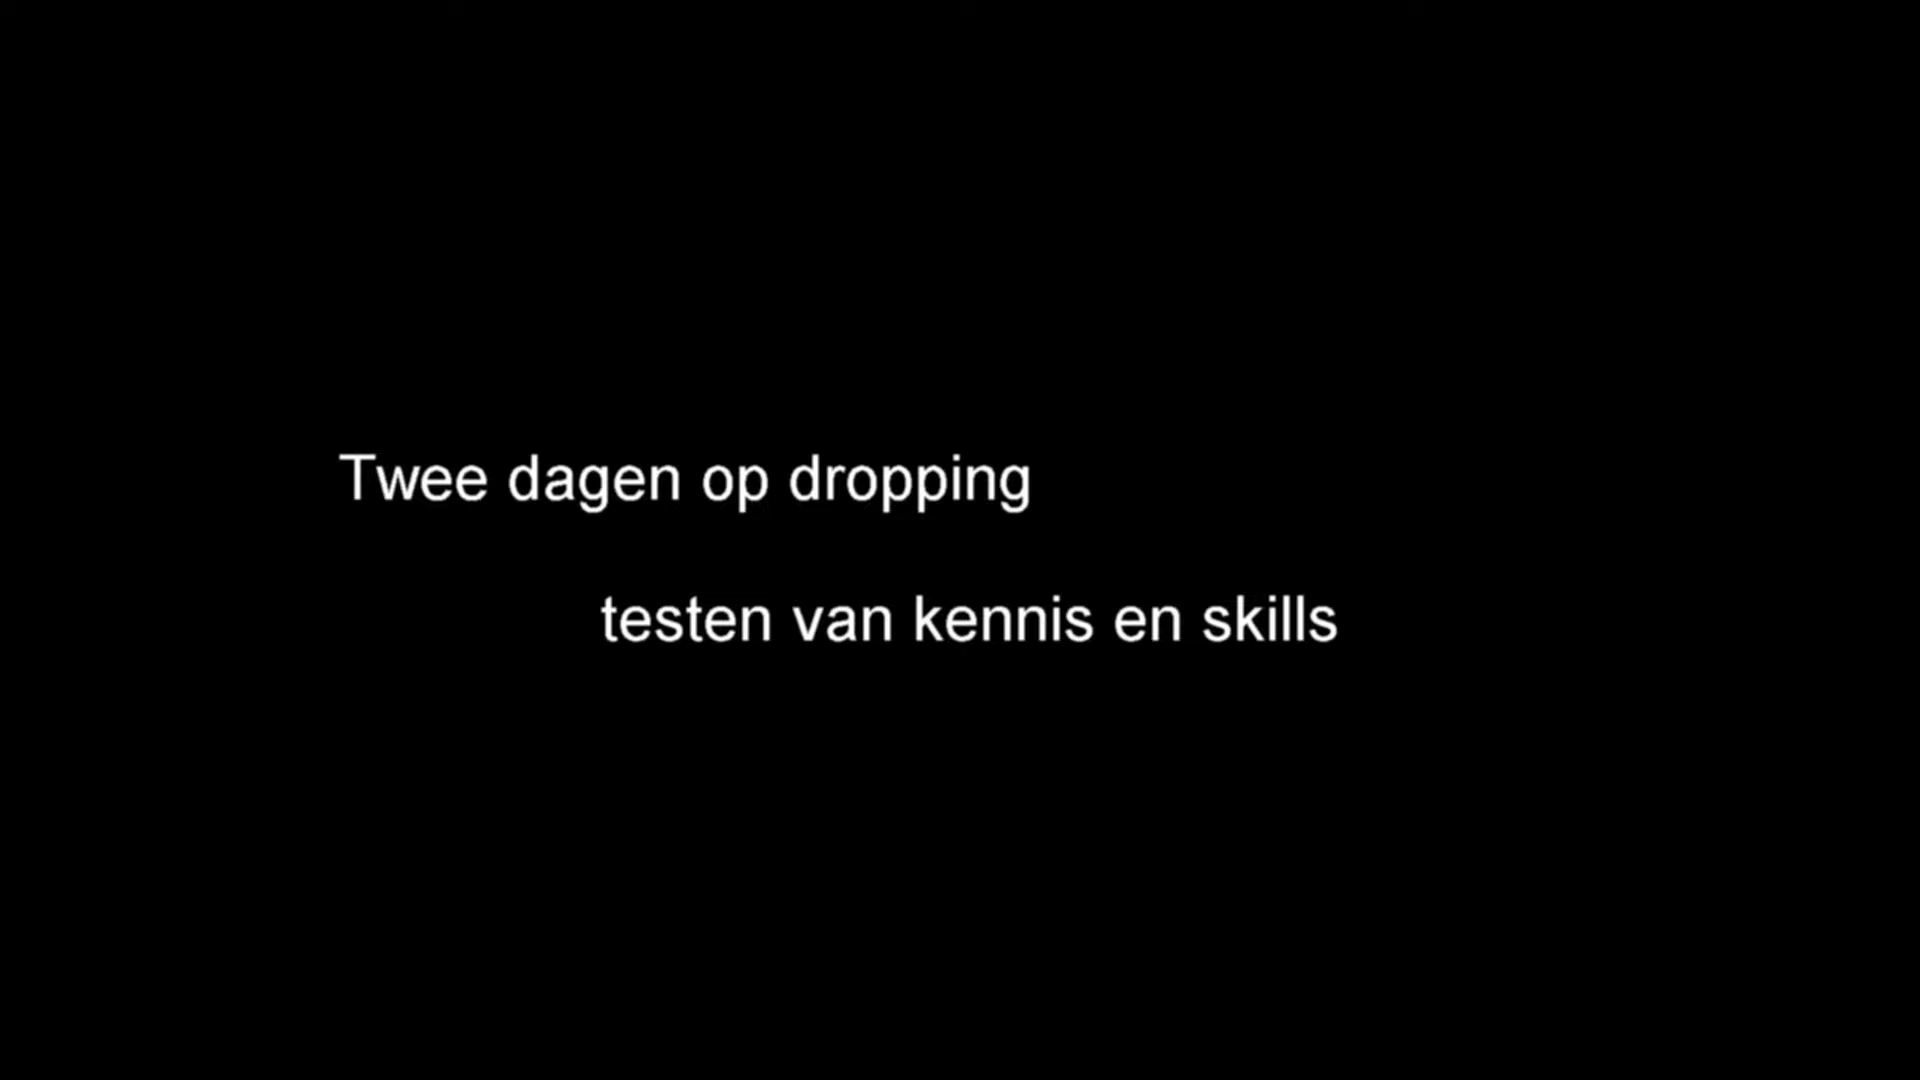 Twee dagen op dropping
testen van kennis en skills